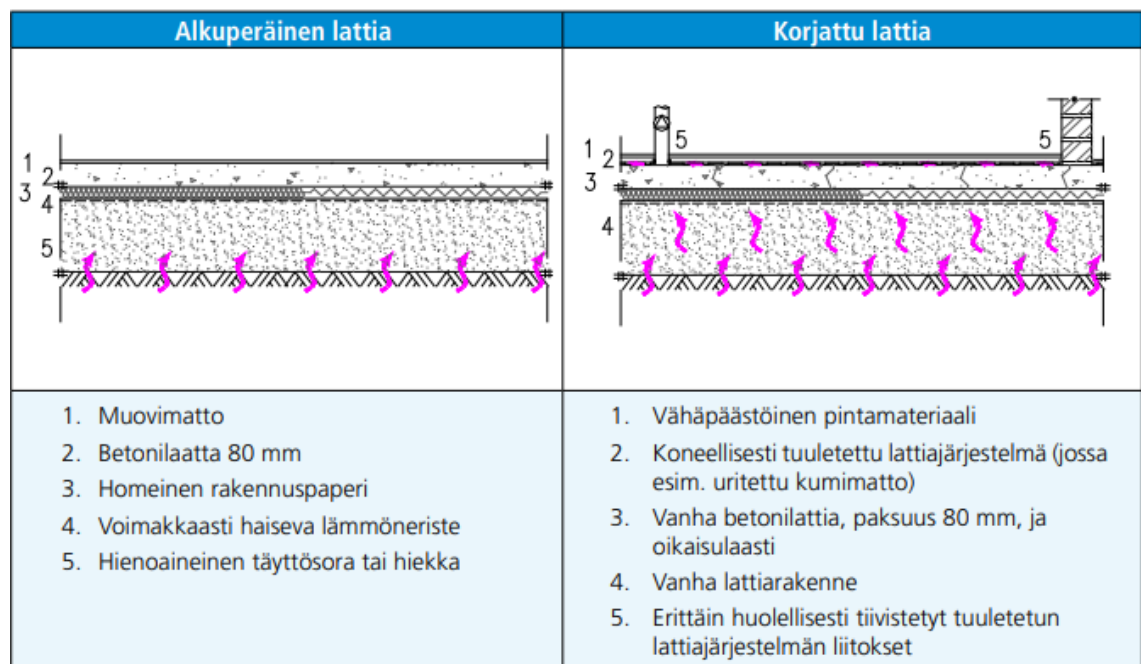 Alkuperäinen lattia
Korjattu lattia
1
2
3
4
5
1
2
3
4
5
5
1. Muovimatto
2. Betonilaatta 80 mm
3. Homeinen rakennuspaperi
4. Voimakkaasti haiseva lämmöneriste
5. Hienoaineinen täyttösora tai hiekka
1. Vähäpäästöinen pintamateriaali
2. Koneellisesti tuuletettu lattiajärjestelmä (jossa
esim. uritettu kumimatto)
3. Vanha betonilattia, paksuus 80 mm, ja
oikaisulaasti
4. Vanha lattiarakenne
5. Erittäin huolellisesti tiivistetyt tuuletetun
lattiajärjestelmän liitokset